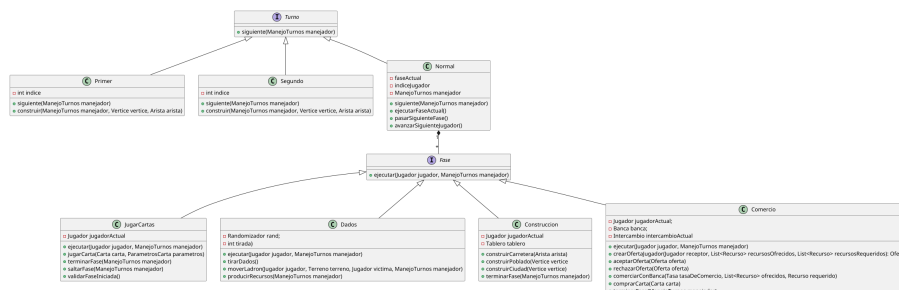 Turno
siguiente(ManejoTurnos manejador)
Primer
int indice
siguiente(ManejoTurnos manejador)
construir(ManejoTurnos manejador, Vertice vertice, Arista arista)
Segundo
int indice
siguiente(ManejoTurnos manejador)
construir(ManejoTurnos manejador, Vertice vertice, Arista arista)
Normal
faseActual
indiceJugador
ManejoTurnos manejador
siguiente(ManejoTurnos manejador)
ejecutarFaseActual()
pasarSiguienteFase()
avanzarSiguienteJugador()
Fase
ejecutar(Jugador jugador, ManejoTurnos manejador)
JugarCartas
Jugador jugadorActual
ejecutar(Jugador jugador, ManejoTurnos manejador)
jugarCarta(Carta carta, ParametrosCarta parametros)
terminarFase(ManejoTurnos manejador)
saltarFase(ManejoTurnos manejador)
validarFaseIniciada()
Dados
Randomizador rand;
int tirada)
ejecutar(Jugador jugador, ManejoTurnos manejador)
tirarDados()
moverLadron(Jugador jugador, Terreno terreno, Jugador victima, ManejoTurnos manejador)
producirRecursos(ManejoTurnos manejador)
Construccion
Jugador jugadorActual
Tablero tablero
construirCarretera(Arista arista)
construirPoblado(Vertice vertice
construirCiudad(Vertice vertice)
terminarFase(ManejoTurnos manejador)
Comercio
Jugador jugadorActual;
Banca banca;
Intercambio intercambioActual
ejecutar(Jugador jugador, ManejoTurnos manejador)
crearOferta(Jugador receptor, List<Recurso> recursosOfrecidos, List<Recurso> recursosRequeridos): Ofe
aceptarOferta(Oferta oferta)
rechazarOferta(Oferta oferta)
comerciarConBanca(Tasa tasaDeComercio, List<Recurso> ofrecidos, Recurso requerido)
comprarCarta(Carta carta)